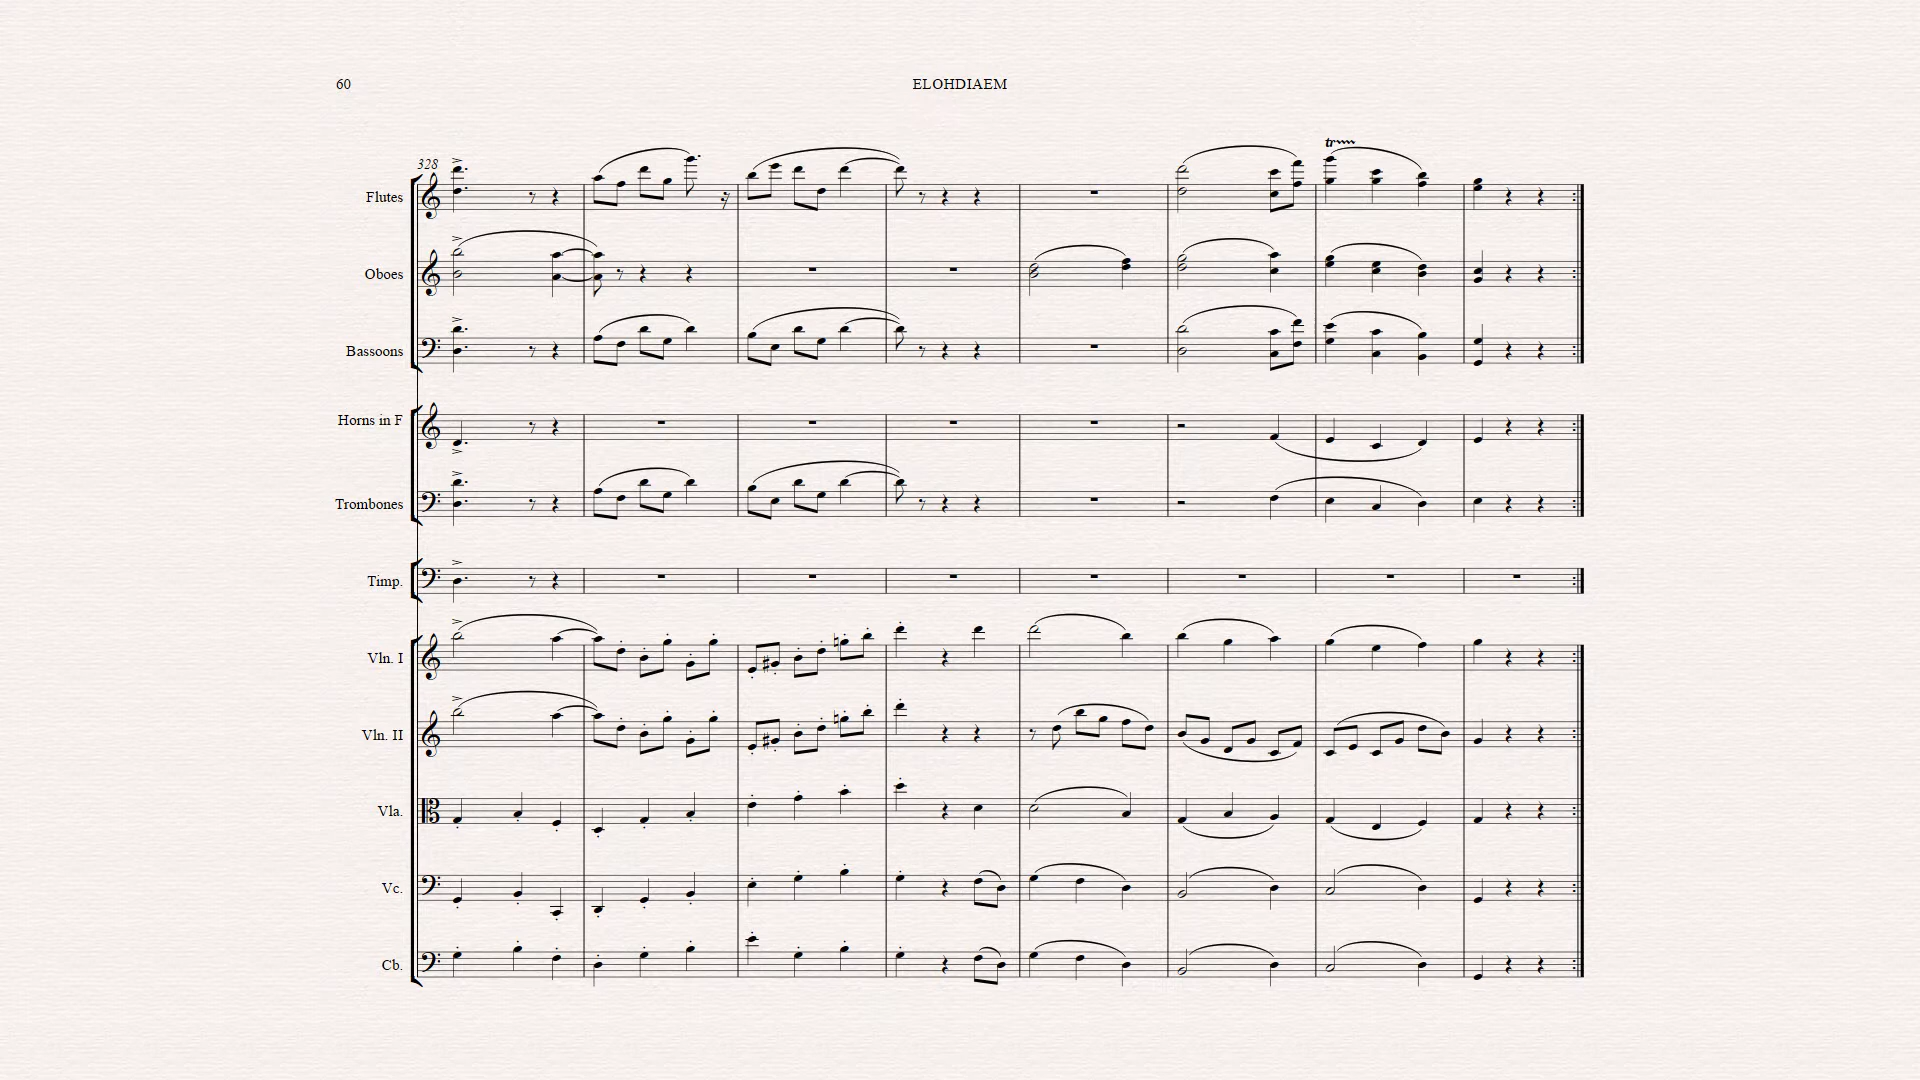 60
ELOHDIAEM
328
tr
Flutes
Oboes
Bassoons
Horns in F
Trombones
Timp.
Vln. I
Vln. II
Vla.
Vc.
Cb.